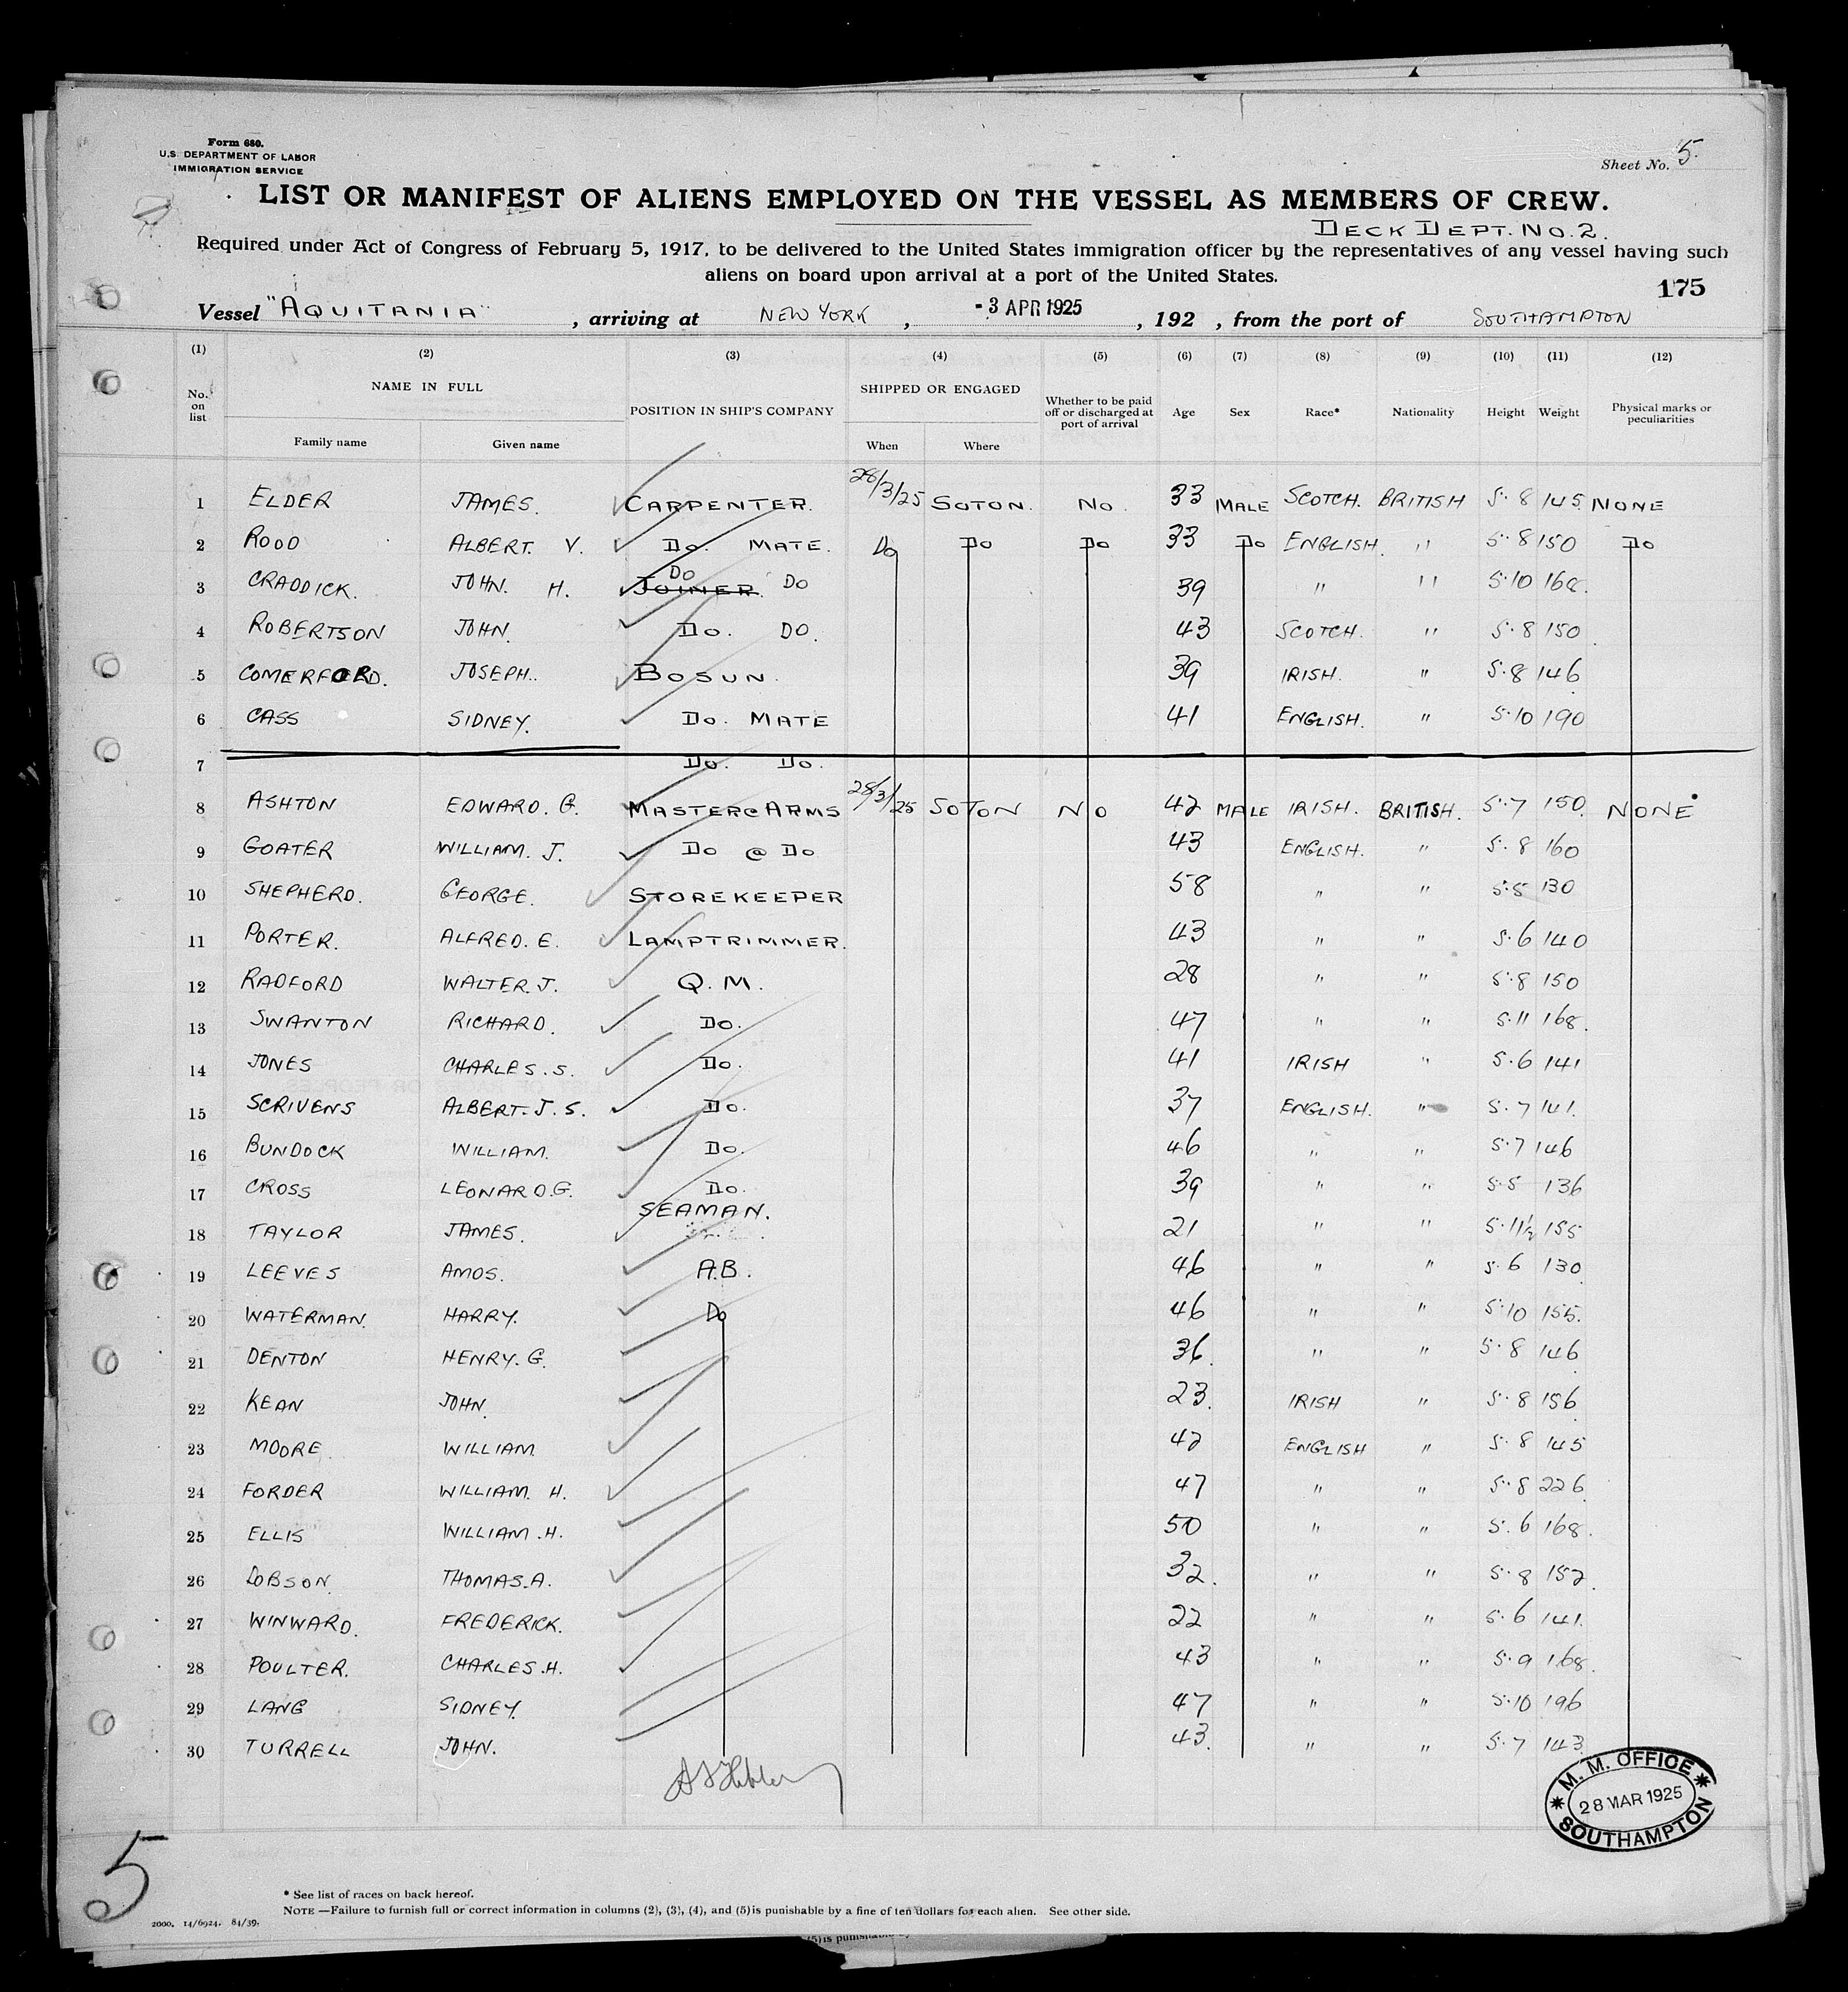 Form 680.
U.S. DEPARTMENT OF LABOR
IMMIGRATION SERVICE
Sheet No. 5.
LIST OR MANIFEST OF ALIENS EMPLOYED ON THE VESSEL AS MEMBERS OF CREW.
DECK DEPT. NO. 2.
Required under Act of Congress of February 5, 1917, to be delivered to the United States immigration officer by the representatives of any vessel having such
aliens on board upon arrival at a port of the United States.
175
Vessel "AQUITANIA", arriving at NEW YORK, -3 APR 1925, 192 , from the port of SOUTHAMPTON
(1) (2) (3) (4) (5) (6) (7) (8) (9) (10) (11) (12)
No. on list NAME IN FULL Family name Given name POSITION IN SHIP'S COMPANY SHIPPED OR ENGAGED When Where Whether to be paid off or discharged at port of arrival Age Sex Race* Nationality Height Weight Physical marks or peculiarities
1 ELDER JAMES. CARPENTER. 28/3/25 SOTON. NO. 33 MALE SCOTCH. BRITISH 5.8 145 NONE
2 ROOD ALBERT. V. DO. MATE. DO DO DO 33 DO ENGLISH. " 5.8 150 DO
3 CRADDICK. JOHN. H. JOINER. DO DO 39 " " 5.10 168.
4 ROBERTSON JOHN. DO. DO. 43 SCOTCH. " 5.8 150
5 COMERFORD. JOSEPH. BOSUN. 39 IRISH. " 5.8 146
6 CASS SIDNEY. DO. MATE 41 ENGLISH. " 5.10 190
7 DO. DO.
8 ASHTON EDWARD. G. MASTER@ARMS 28/3/25 SOTON NO 42 MALE IRISH. BRITISH. 5.7 150. NONE
9 GOATER WILLIAM. J. DO @ DO 43 ENGLISH. " 5.8 160
10 SHEPHERD. GEORGE. STOREKEEPER 58 " " 5.5 130
11 PORTER. ALFRED. E. LAMPTRIMMER. 43 " " 5.6 140
12 RADFORD WALTER. J. Q.M. 28 " " 5.8 150
13 SWANTON RICHARD. DO. 47 " " 5.11 168.
14 JONES CHARLES. S. DO. 41 IRISH " 5.6 141
15 SCRIVENS ALBERT. J. S. DO. 37 ENGLISH. " 5.7 141.
16 BUNDOCK WILLIAM. DO. 46 " " 5.7 146
17 CROSS LEONARD. G. DO. 39 " " 5.5 136
18 TAYLOR JAMES. SEAMAN. 21 " " 5.11½ 155
19 LEEVES AMOS. A.B. 46 " " 5.6 130
20 WATERMAN. HARRY. DO 46 " " 5.10 155.
21 DENTON HENRY. G. 36. " " 5.8 146
22 KEAN JOHN. 23. IRISH " 5.8 156
23 MOORE WILLIAM 42 ENGLISH " 5.8 145
24 FORDER WILLIAM. H. 47 " " 5.8 226
25 ELLIS WILLIAM. H. 50 " " 5.6 168.
26 DOBSON THOMAS. A. 32. " " 5.8 152.
27 WINWARD. FREDERICK. 22 " " 5.6 141.
28 POULTER. CHARLES. H. 43 " " 5.9 168.
29 LANG SIDNEY. 47 " " 5.10 196
30 TURRELL JOHN. 43. " " 5.7 143
M. M. OFFICE
28 MAR 1925
SOUTHAMPTON
5
* See list of races on back hereof.
NOTE —Failure to furnish full or correct information in columns (2), (3), (4), and (5) is punishable by a fine of ten dollars for each alien. See other side.
2000. 14/6924. 84/39.
(5) is punishable by